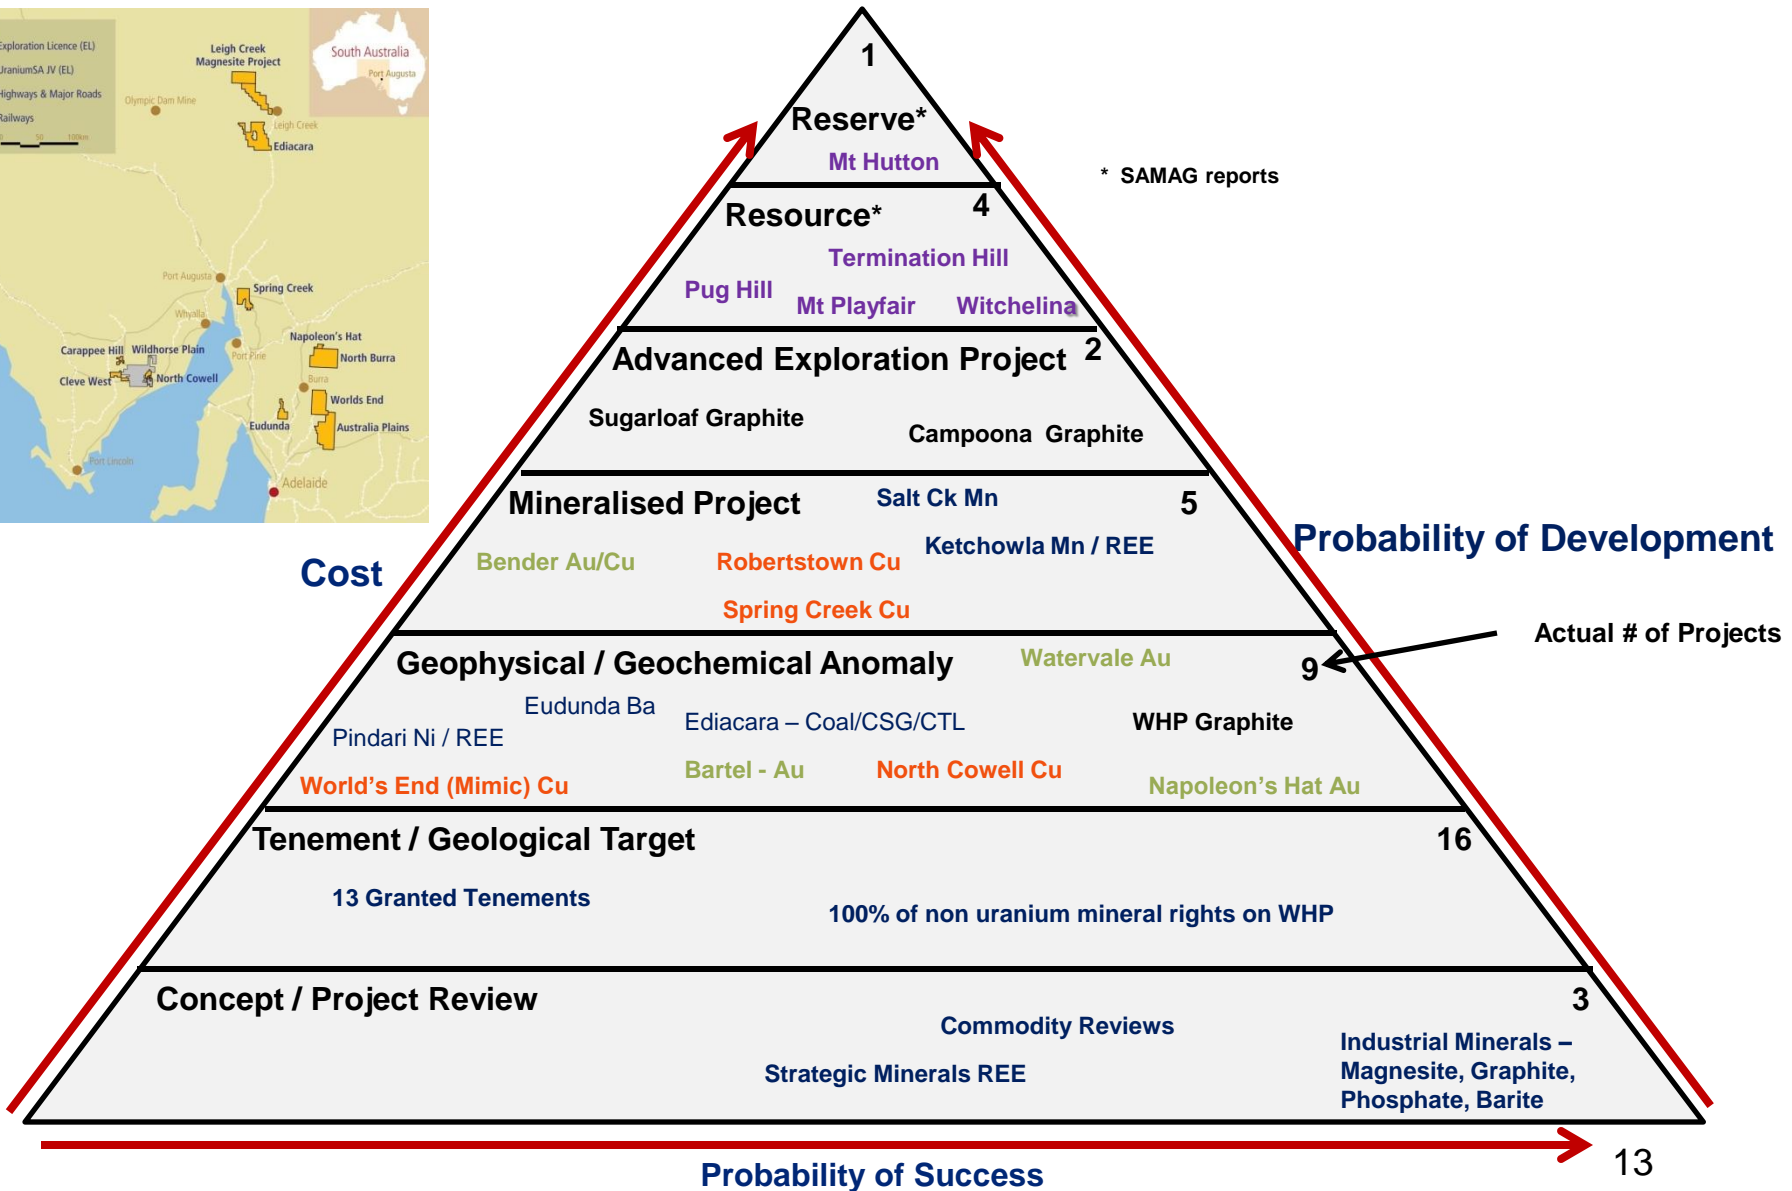 Exploration Licence (EL)
UraniumSA JV (EL)
Highways & Major Roads
Railways
0 50 100km
Leigh Creek
Magnesite Project
South Australia
Port Augusta
Olympic Dam Mine
Leigh Creek
Ediacara
Port Augusta
Spring Creek
Whyalla
Napoleon's Hat
Carappee Hill Wildhorse Plain
Port Pirie
North Burra
Cleve West
North Cowell
Burra
Worlds End
Eudunda
Australia Plains
Port Lincoln
Adelaide
1
Reserve*
Mt Hutton
* SAMAG reports
Resource*
4
Termination Hill
Pug Hill
Mt Playfair
Witchelina
Advanced Exploration Project
2
Sugarloaf Graphite
Campoona Graphite
Mineralised Project
Salt Ck Mn
5
Ketchowla Mn / REE
Bender Au/Cu
Robertstown Cu
Spring Creek Cu
Cost
Probability of Development
Actual # of Projects
Geophysical / Geochemical Anomaly
Watervale Au
9
Eudunda Ba
Ediacara – Coal/CSG/CTL
WHP Graphite
Pindari Ni / REE
World's End (Mimic) Cu
Bartel - Au
North Cowell Cu
Napoleon's Hat Au
Tenement / Geological Target
16
13 Granted Tenements
100% of non uranium mineral rights on WHP
Concept / Project Review
3
Commodity Reviews
Strategic Minerals REE
Industrial Minerals –
Magnesite, Graphite,
Phosphate, Barite
Probability of Success
13